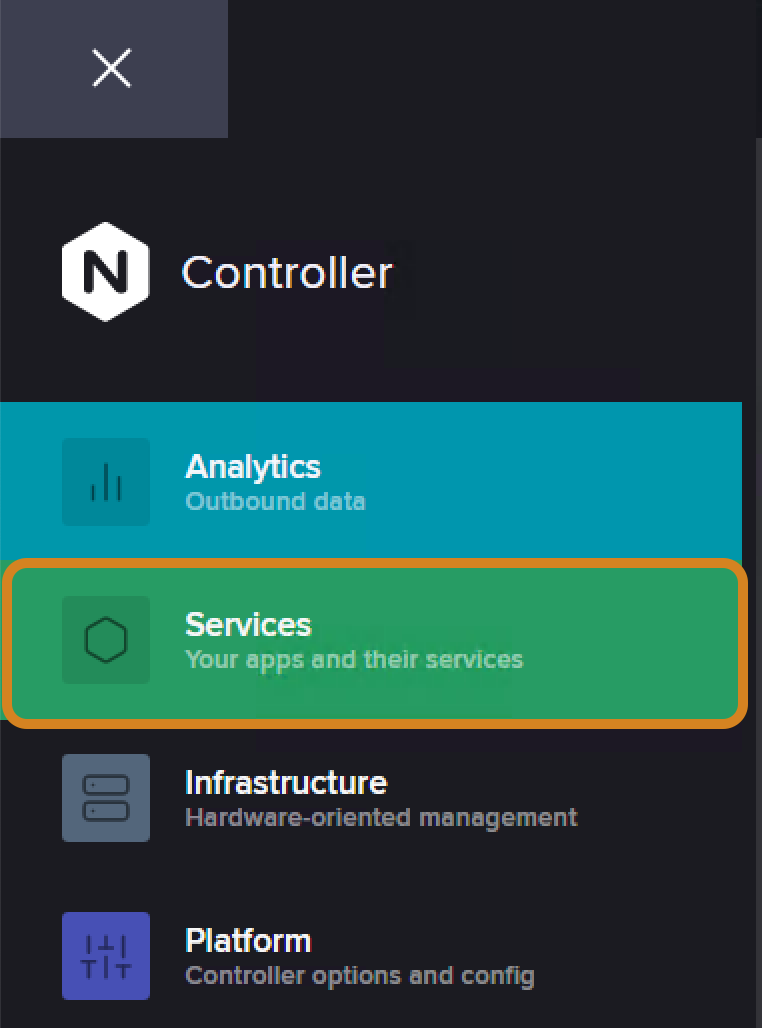 N Controller
Analytics
Outbound data
Services
Your apps and their services
Infrastructure
Hardware-oriented management
Platform
Controller options and config